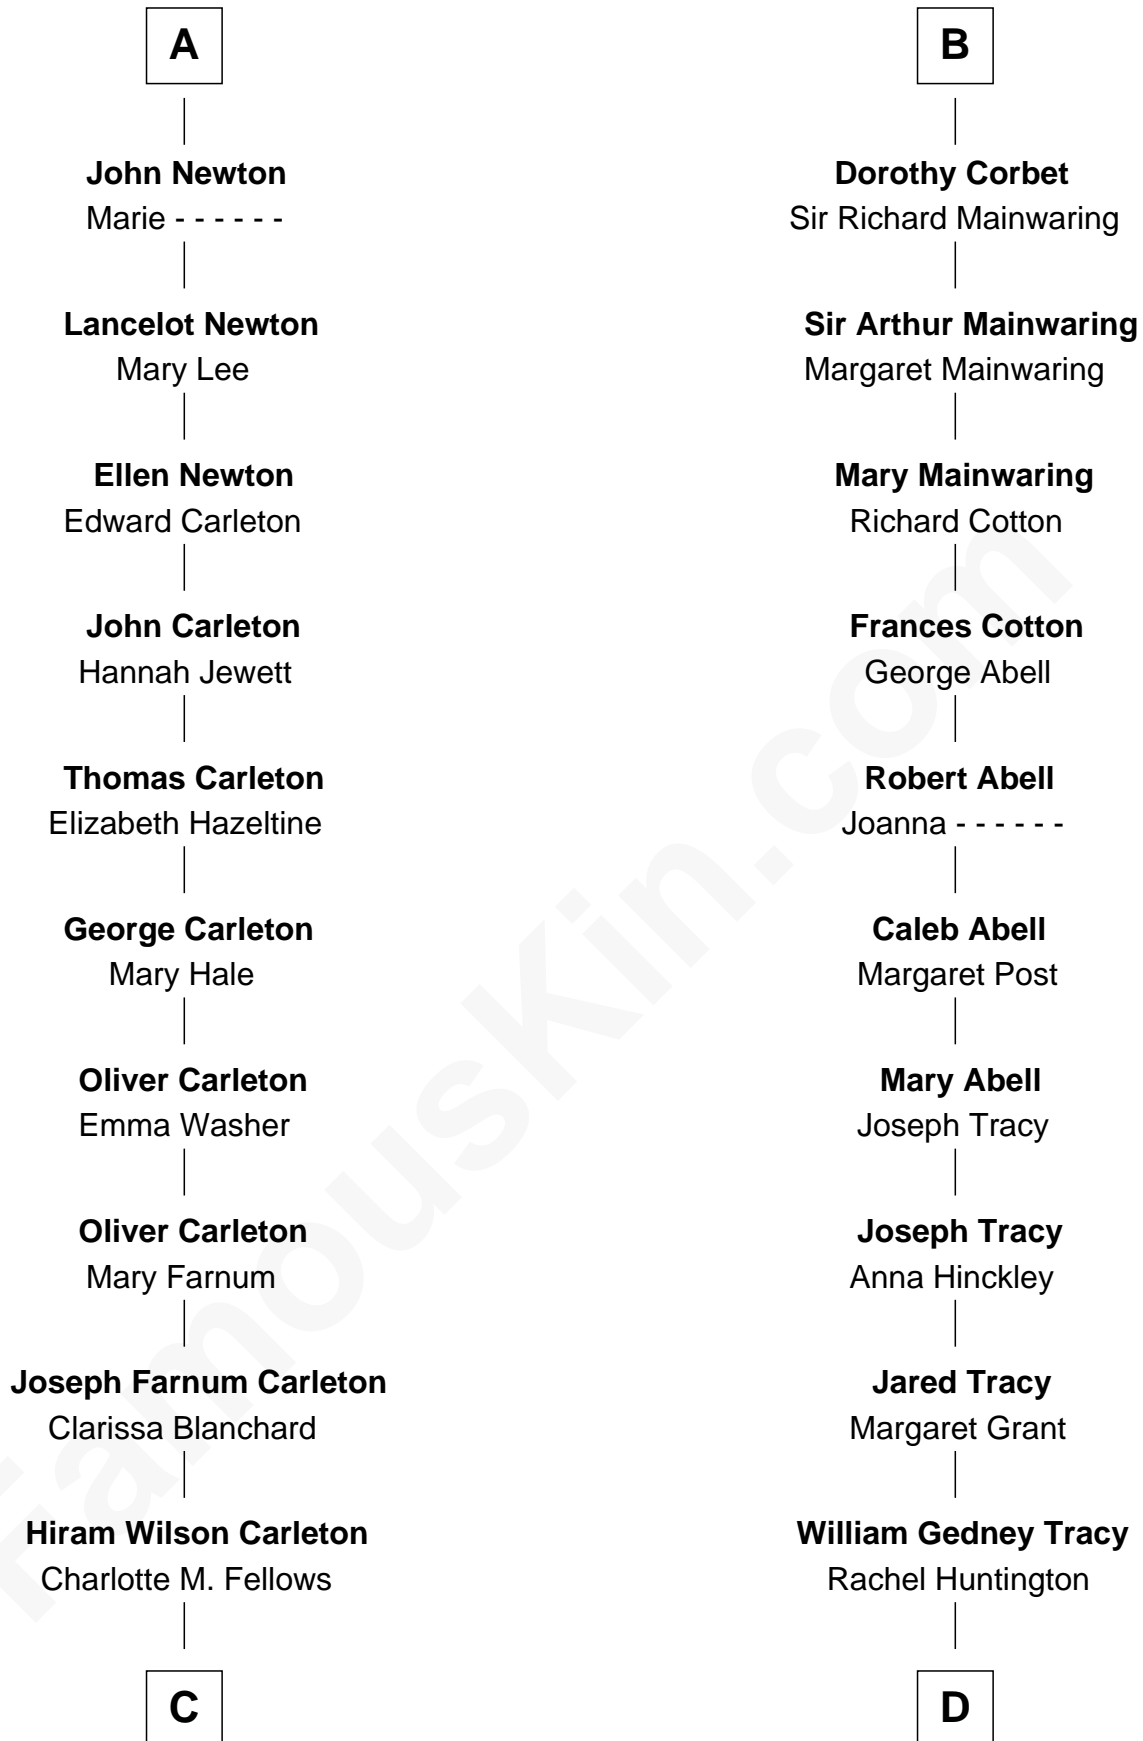 A
John Newton
Marie - - - - - -
Lancelot Newton
Mary Lee
Ellen Newton
Edward Carleton
John Carleton
Hannah Jewett
Thomas Carleton
Elizabeth Hazeltine
George Carleton
Mary Hale
Oliver Carleton
Emma Washer
Oliver Carleton
Mary Farnum
Joseph Farnum Carleton
Clarissa Blanchard
Hiram Wilson Carleton
Charlotte M. Fellows
C
B
Dorothy Corbet
Sir Richard Mainwaring
Sir Arthur Mainwaring
Margaret Mainwaring
Mary Mainwaring
Richard Cotton
Frances Cotton
George Abell
Robert Abell
Joanna - - - - - -
Caleb Abell
Margaret Post
Mary Abell
Joseph Tracy
Joseph Tracy
Anna Hinckley
Jared Tracy
Margaret Grant
William Gedney Tracy
Rachel Huntington
D
FamousKin.com